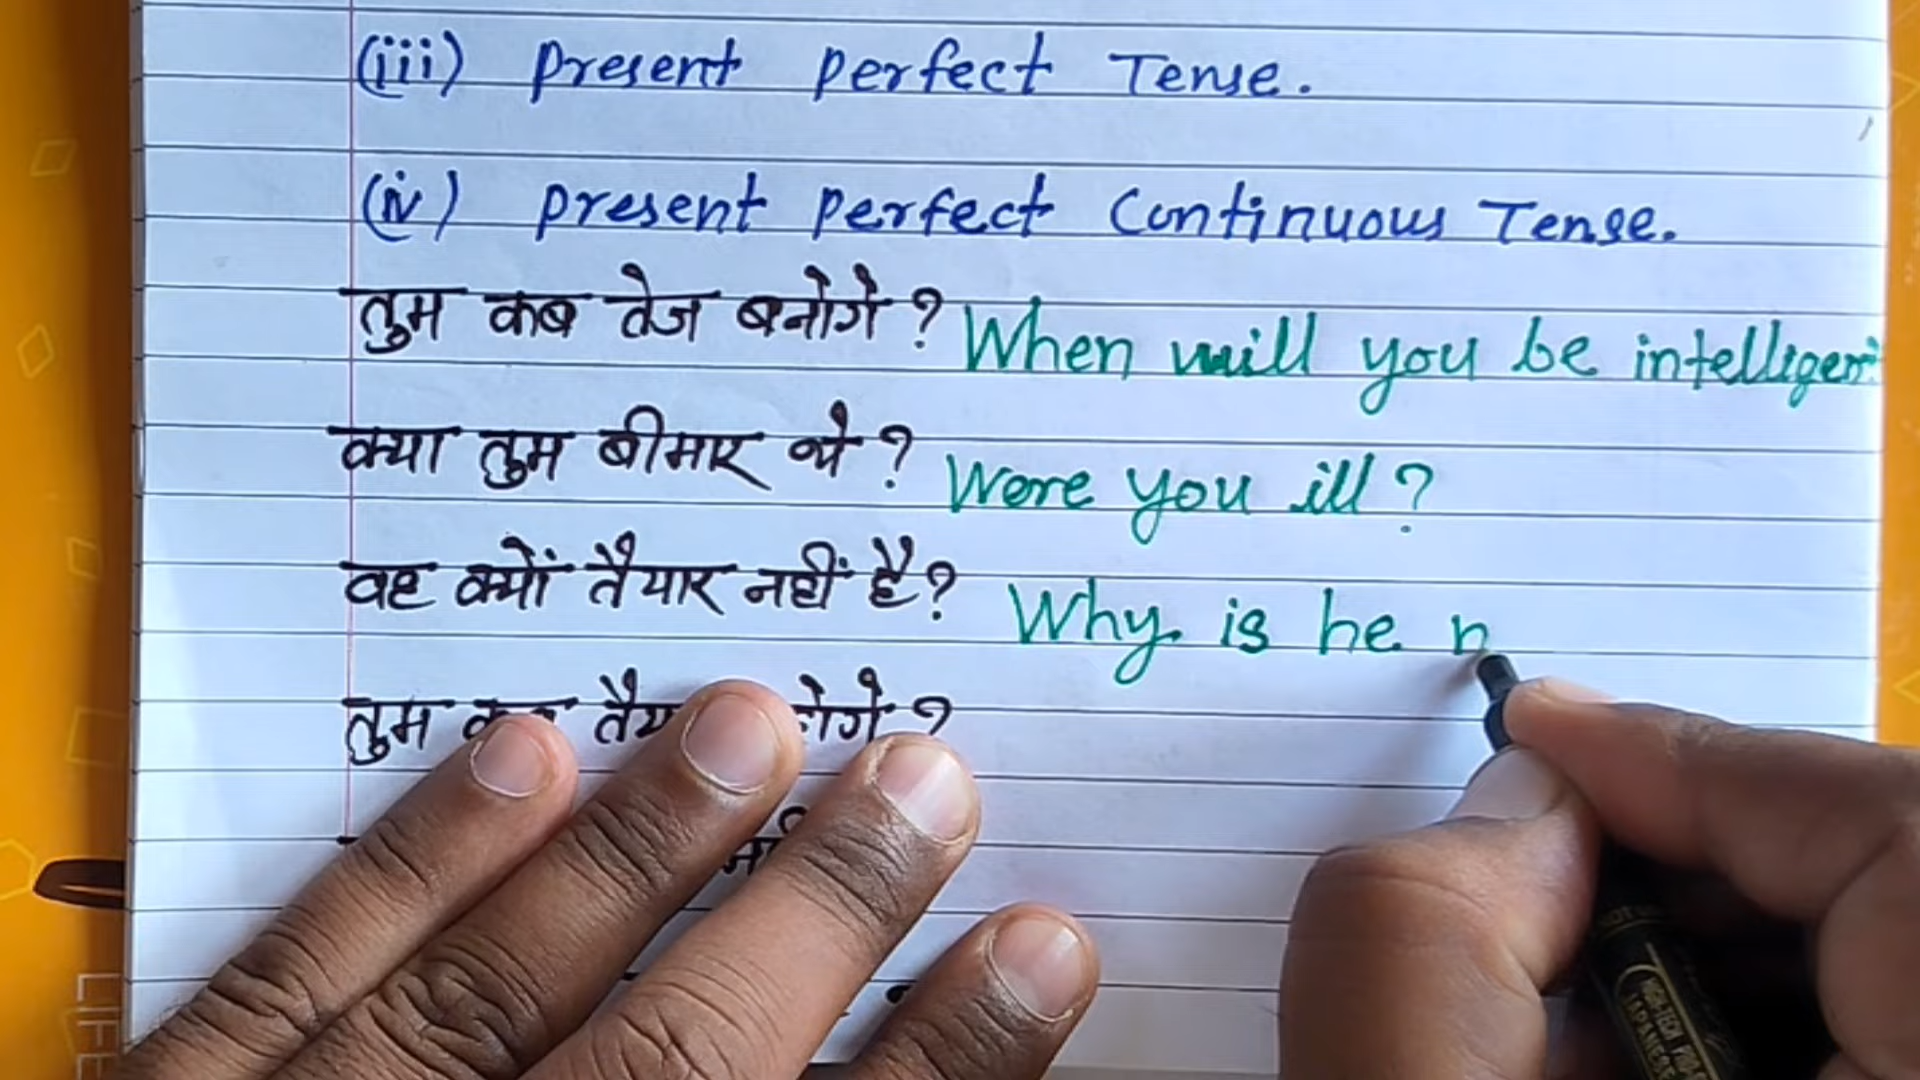 (iii) Present Perfect Tense.
(iv) Present Perfect Continuous Tense.
तुम कब तेज बनोगे ? When will you be intelligent
क्या तुम बीमार थे ? Were you ill ?
वह क्यों तैयार नहीं है ? Why is he n
तुम तैयार होगे ?